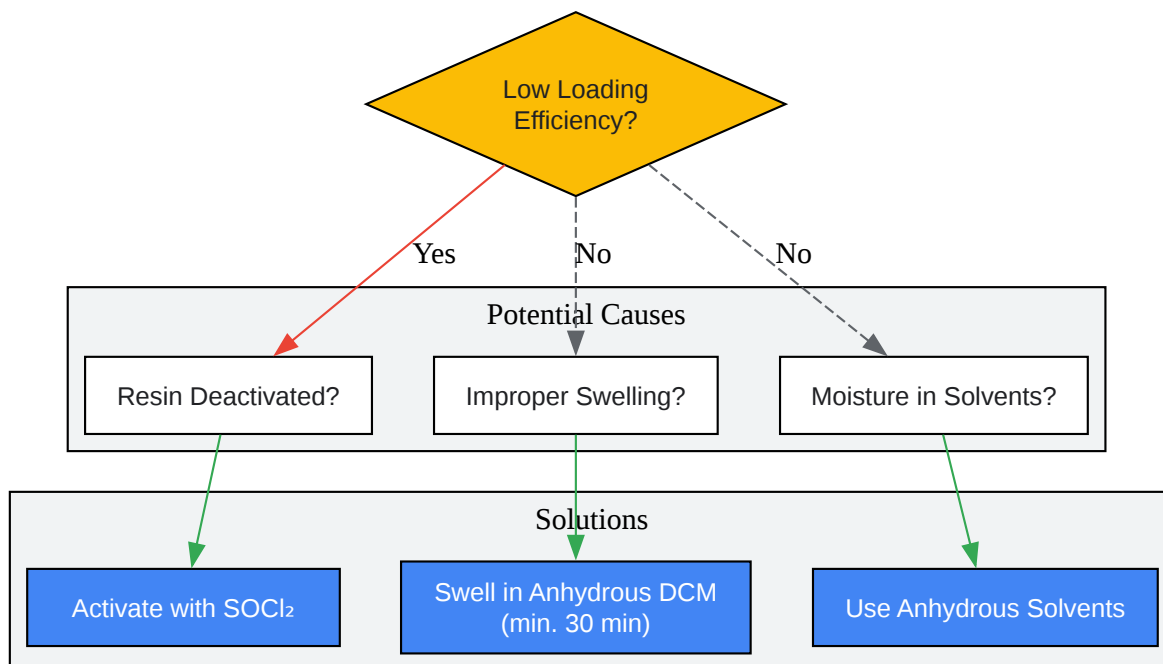 Low Loading
Efficiency?
Yes
No
No
Potential Causes
Resin Deactivated?
Improper Swelling?
Moisture in Solvents?
Solutions
Activate with SOCl₂
Swell in Anhydrous DCM
(min. 30 min)
Use Anhydrous Solvents